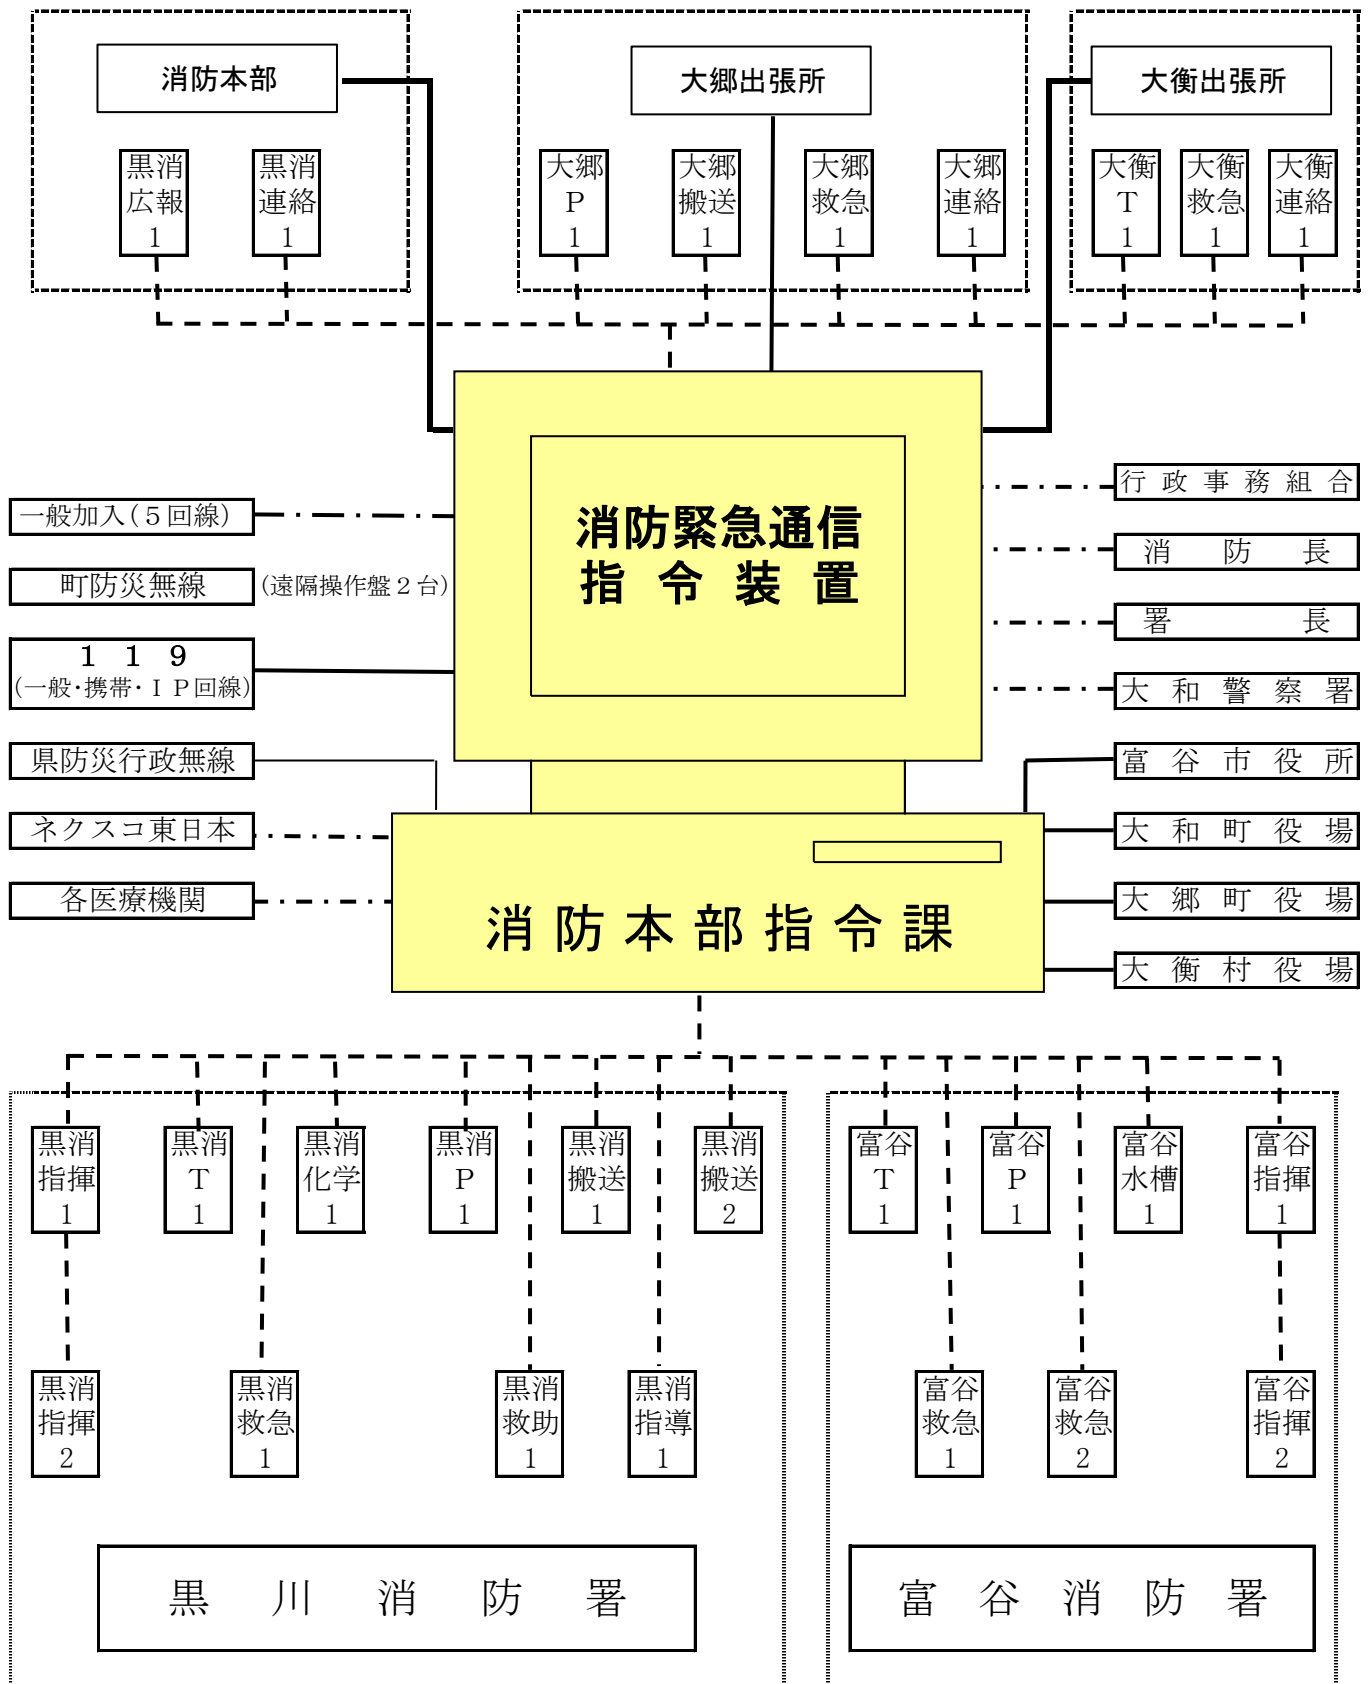 消防本部
大郷出張所
大衡出張所
黒消
広報
1
黒消
連絡
1
大郷
P
1
大郷
搬送
1
大郷
救急
1
大郷
連絡
1
大衡
T
1
大衡
救急
1
大衡
連絡
1
消防緊急通信
指令装置
一般加入(5回線)
町防災無線
(遠隔操作盤2台)
119
(一般・携帯・IP回線)
県防災行政無線
ネクスコ東日本
各医療機関
行政事務組合
消防長
署長
大和警察署
富谷市役所
大和町役場
大郷町役場
大衡村役場
消防本部指令課
黒消
指揮
1
黒消
T
1
黒消
化学
1
黒消
P
1
黒消
搬送
1
黒消
搬送
2
富谷
T
1
富谷
P
1
富谷
水槽
1
富谷
指揮
1
黒消
指揮
2
黒消
救急
1
黒消
救助
1
黒消
指導
1
富谷
救急
1
富谷
救急
2
富谷
指揮
2
黒川消防署
富谷消防署